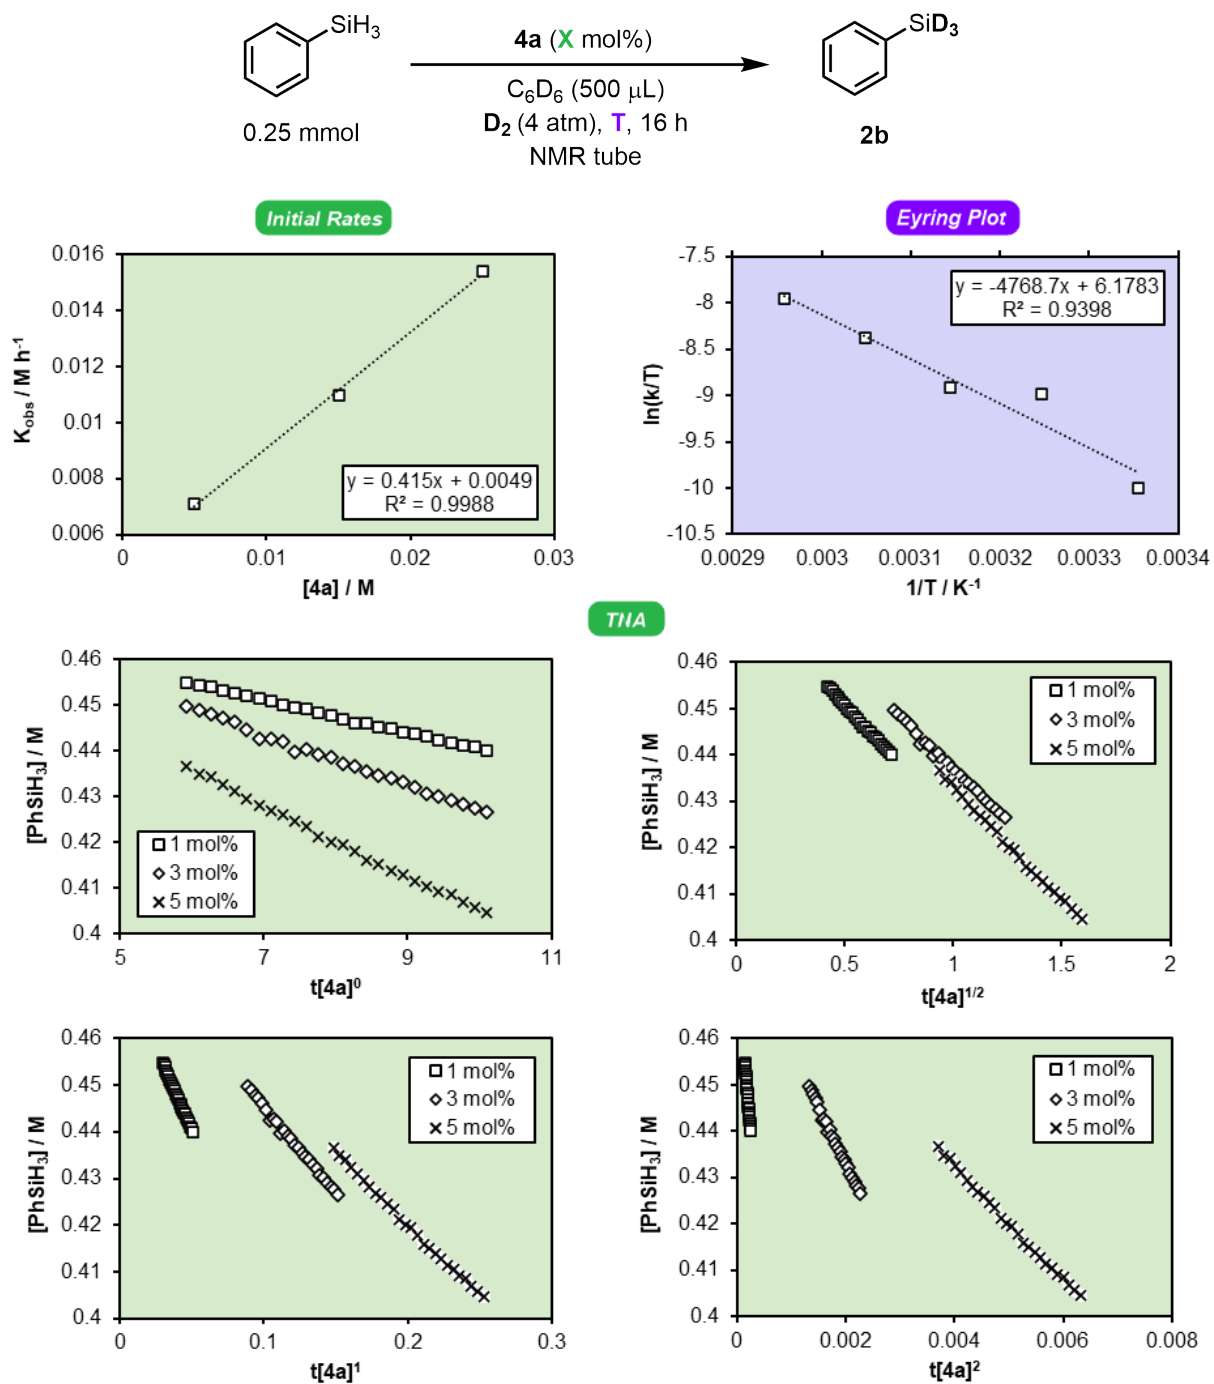 SiH₃
0.25 mmol
4a (X mol%)
C₆D₆ (500 μL)
D₂ (4 atm), T, 16 h
NMR tube
SiD₃
2b
Initial Rates
Eyring Plot
0.016
0.014
0.012
0.01
0.008
0.006
K_obs / M h⁻¹
y = 0.415x + 0.0049
R² = 0.9988
0 0.01 0.02 0.03
[4a] / M
-7.5
-8
-8.5
-9
-9.5
-10
-10.5
ln(k/T)
y = -4768.7x + 6.1783
R² = 0.9398
0.0029 0.003 0.0031 0.0032 0.0033 0.0034
1/T / K⁻¹
TNA
0.46
0.45
0.44
0.43
0.42
0.41
0.4
[PhSiH₃] / M
1 mol%
3 mol%
5 mol%
5 7 9 11
t[4a]⁰
0.46
0.45
0.44
0.43
0.42
0.41
0.4
[PhSiH₃] / M
1 mol%
3 mol%
5 mol%
0 0.5 1 1.5 2
t[4a]¹ᐟ²
0.46
0.45
0.44
0.43
0.42
0.41
0.4
[PhSiH₃] / M
1 mol%
3 mol%
5 mol%
0 0.1 0.2 0.3
t[4a]¹
0.46
0.45
0.44
0.43
0.42
0.41
0.4
[PhSiH₃] / M
1 mol%
3 mol%
5 mol%
0 0.002 0.004 0.006 0.008
t[4a]²